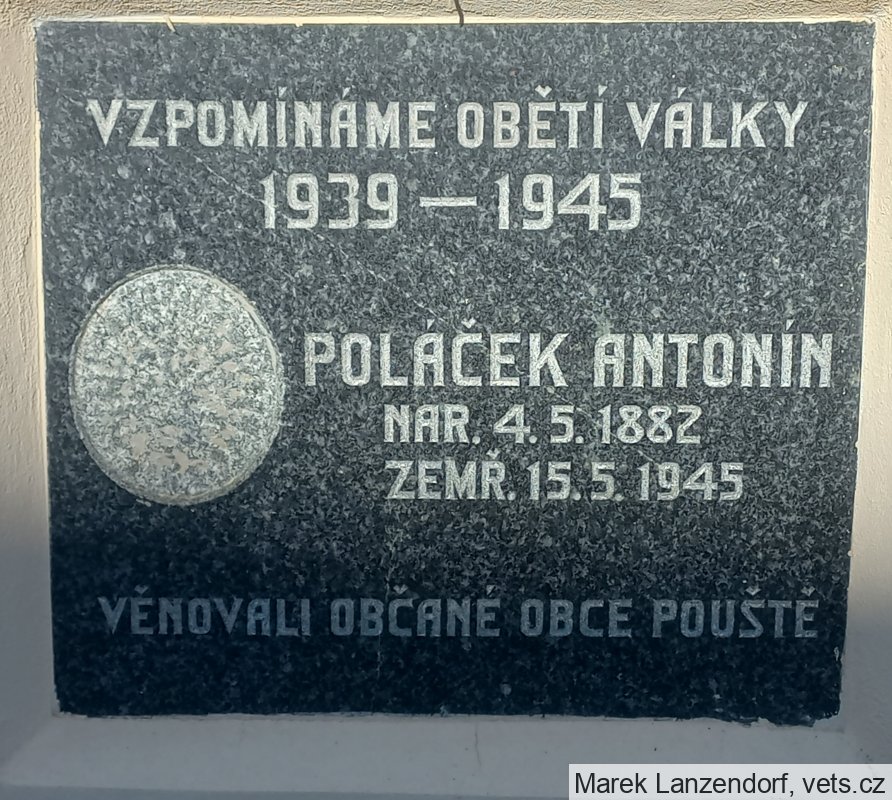 VZPOMÍNÁME OBĚTÍ VÁLKY
1939 — 1945
POLÁČEK ANTONÍN
NAR. 4. 5. 1882
ZEMŘ. 15. 5. 1945
VĚNOVALI OBČANÉ OBCE POUŠTĚ
Marek Lanzendorf, vets.cz